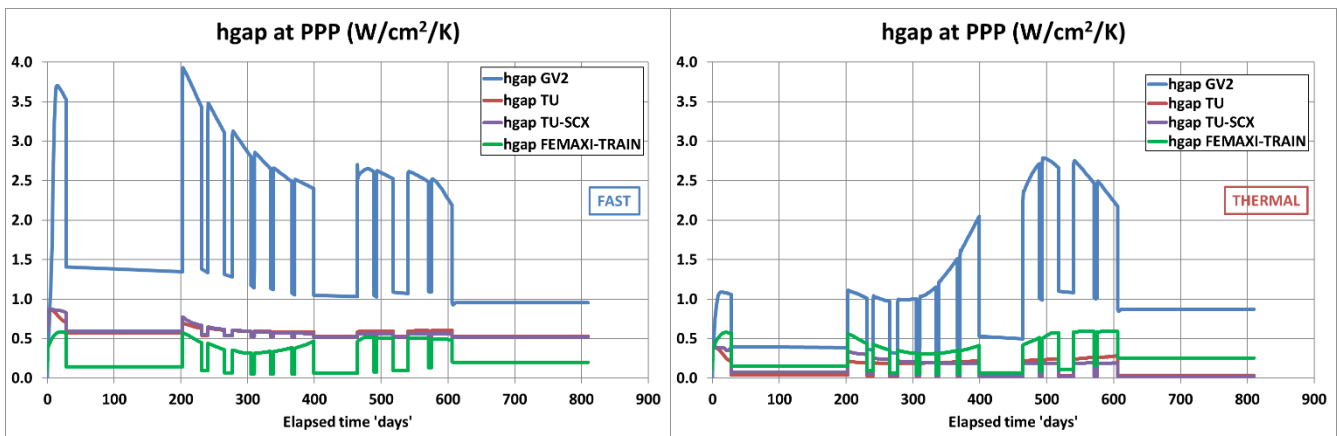 hgap at PPP (W/cm²/K)
4.0
3.5
3.0
2.5
2.0
1.5
1.0
0.5
0.0
hgap GV2
hgap TU
hgap TU-SCX
hgap FEMAXI-TRAIN
FAST
0 100 200 300 400 500 600 700 800 900
Elapsed time 'days'
hgap at PPP (W/cm²/K)
4.0
3.5
3.0
2.5
2.0
1.5
1.0
0.5
0.0
hgap GV2
hgap TU
hgap TU-SCX
hgap FEMAXI-TRAIN
THERMAL
0 100 200 300 400 500 600 700 800 900
Elapsed time 'days'